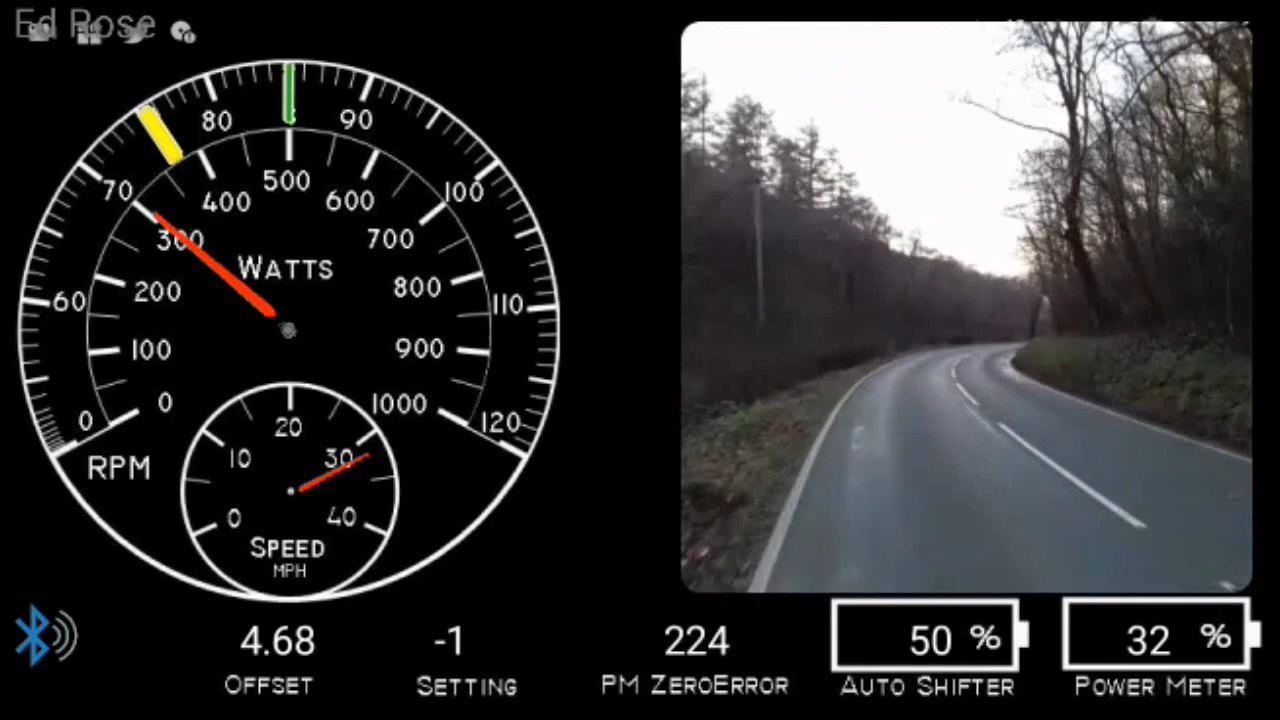 Ed Rose
80 90
70 100
60 110
0 120
RPM
400 500 600
300 700
200 800
100 900
0 1000
WATTS
20
10 30
0 40
SPEED
MPH
4.68 -1 224 50 % 32 %
OFFSET SETTING PM ZEROERROR AUTO SHIFTER POWER METER